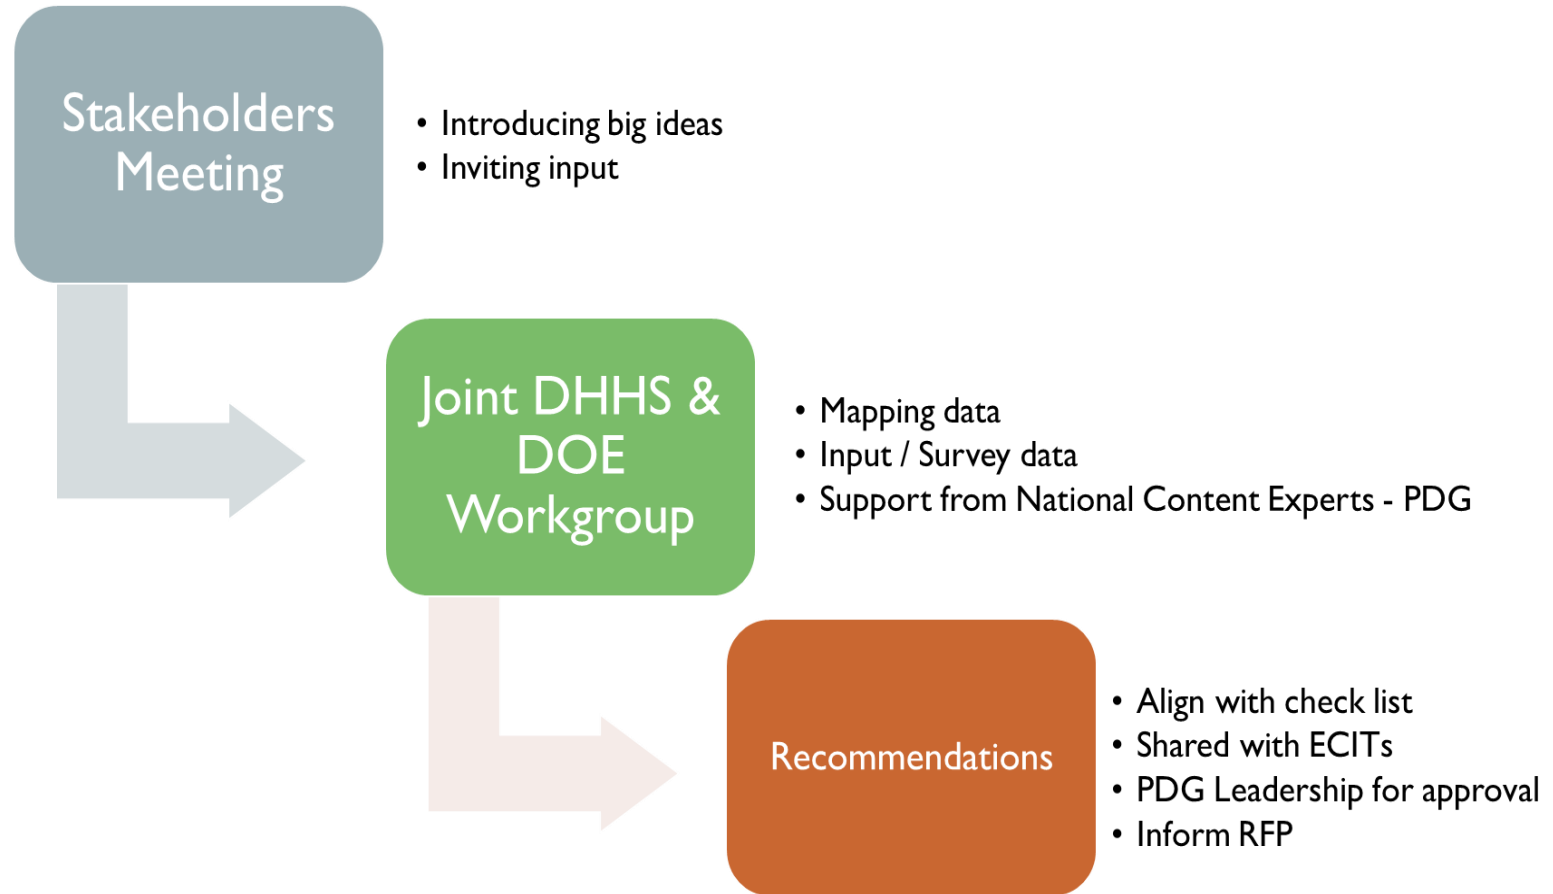 Stakeholders
Meeting
• Introducing big ideas
• Inviting input
Joint DHHS &
DOE
Workgroup
• Mapping data
• Input / Survey data
• Support from National Content Experts - PDG
Recommendations
• Align with check list
• Shared with ECITs
• PDG Leadership for approval
• Inform RFP